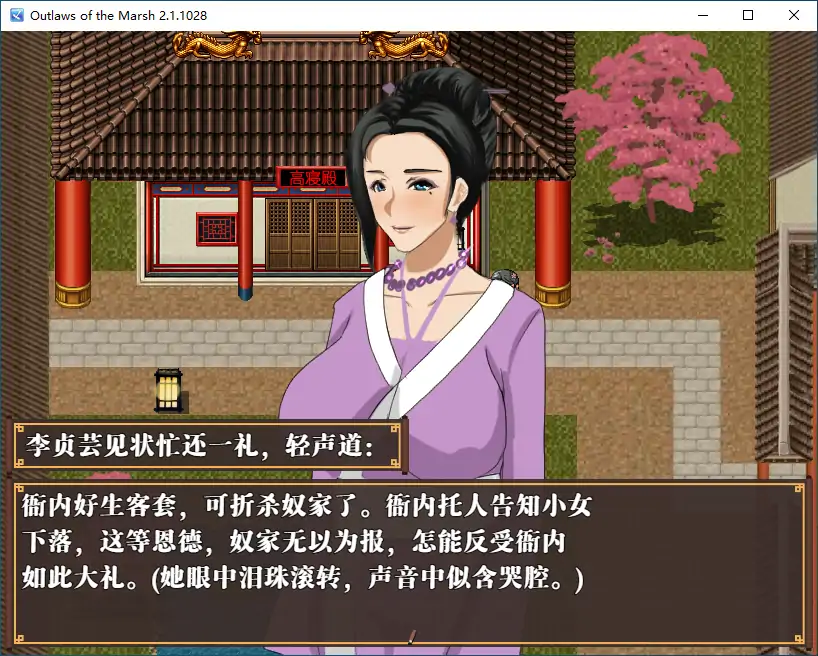 Outlaws of the Marsh 2.1.1028
高寝殿
李贞芸见状忙还一礼，轻声道：
衙内好生客套，可折杀奴家了。衙内托人告知小女
下落，这等恩德，奴家无以为报，怎能反受衙内
如此大礼。(她眼中泪珠滚转，声音中似含哭腔。)